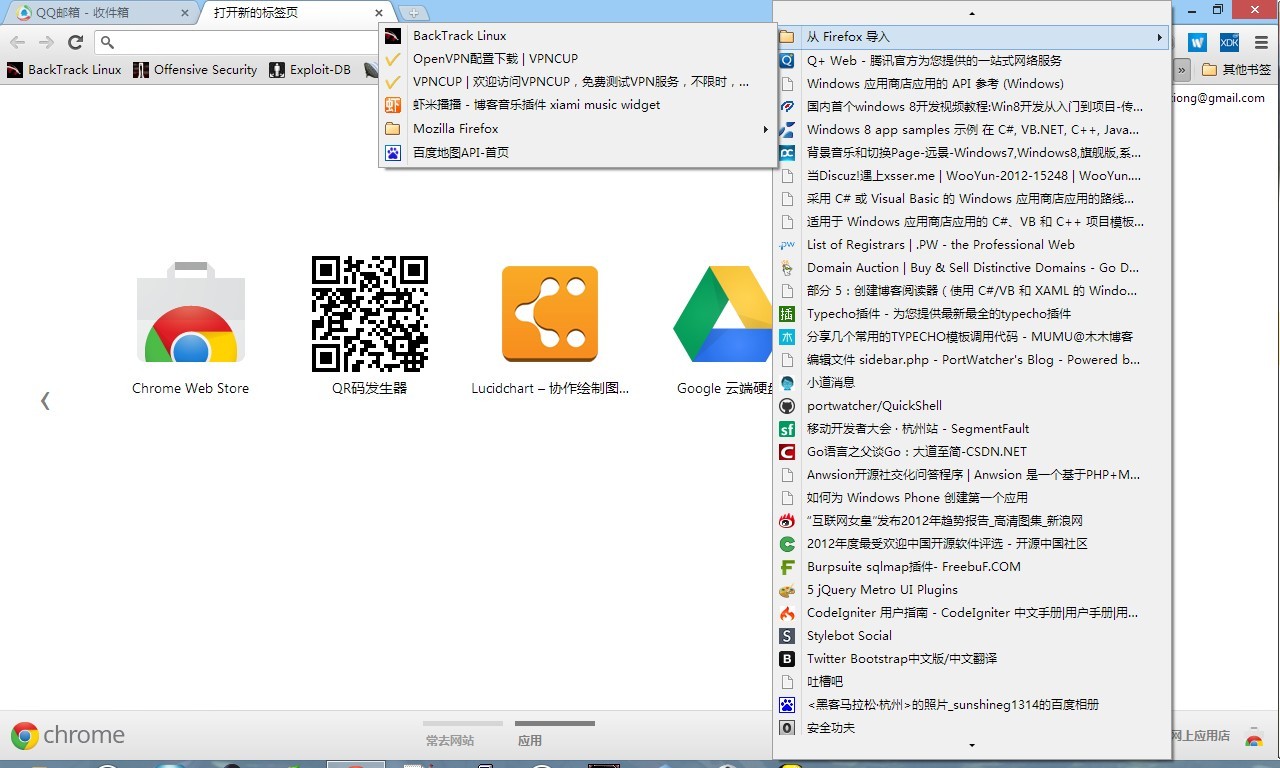 QQ邮箱 - 收件箱
打开新的标签页
BackTrack Linux
Offensive Security
Exploit-DB
其他书签
iong@gmail.com
BackTrack Linux
OpenVPN配置下载 | VPNCUP
VPNCUP | 欢迎访问VPNCUP，免费测试VPN服务，不限时，...
虾米播播 - 博客音乐插件 xiami music widget
Mozilla Firefox
百度地图API-首页
从 Firefox 导入
Q+ Web - 腾讯官方为您提供的一站式网络服务
Windows 应用商店应用的 API 参考 (Windows)
国内首个windows 8开发视频教程:Win8开发从入门到项目-传...
Windows 8 app samples 示例 在 C#, VB.NET, C++, Java...
背景音乐和切换Page-远景-Windows7,Windows8,旗舰版,系...
当Discuz!遇上xsser.me | WooYun-2012-15248 | WooYun....
采用 C# 或 Visual Basic 的 Windows 应用商店应用的路线...
适用于 Windows 应用商店应用的 C#、VB 和 C++ 项目模板...
List of Registrars | .PW - the Professional Web
Domain Auction | Buy & Sell Distinctive Domains - Go D...
部分 5：创建博客阅读器 ( 使用 C#/VB 和 XAML 的 Windo...
Typecho插件 - 为您提供最新最全的typecho插件
分享几个常用的TYPECHO模板调用代码 - MUMU@木木博客
编辑文件 sidebar.php - PortWatcher's Blog - Powered b...
小道消息
portwatcher/QuickShell
移动开发者大会 · 杭州站 - SegmentFault
Go语言之父谈Go：大道至简-CSDN.NET
Anwsion开源社交化问答程序 | Anwsion 是一个基于PHP+M...
如何为 Windows Phone 创建第一个应用
“互联网女皇”发布2012年趋势报告_高清图集_新浪网
2012年度最受欢迎中国开源软件评选 - 开源中国社区
Burpsuite sqlmap插件- FreebuF.COM
5 jQuery Metro UI Plugins
CodeIgniter 用户指南 - CodeIgniter 中文手册|用户手册|用...
Stylebot Social
Twitter Bootstrap中文版/中文翻译
吐槽吧
<黑客马拉松·杭州>的照片_sunshineg1314的百度相册
安全功夫
Chrome Web Store
QR码发生器
Lucidchart – 协作绘制图...
Google 云端硬盘
chrome
常去网站
应用
网上应用店